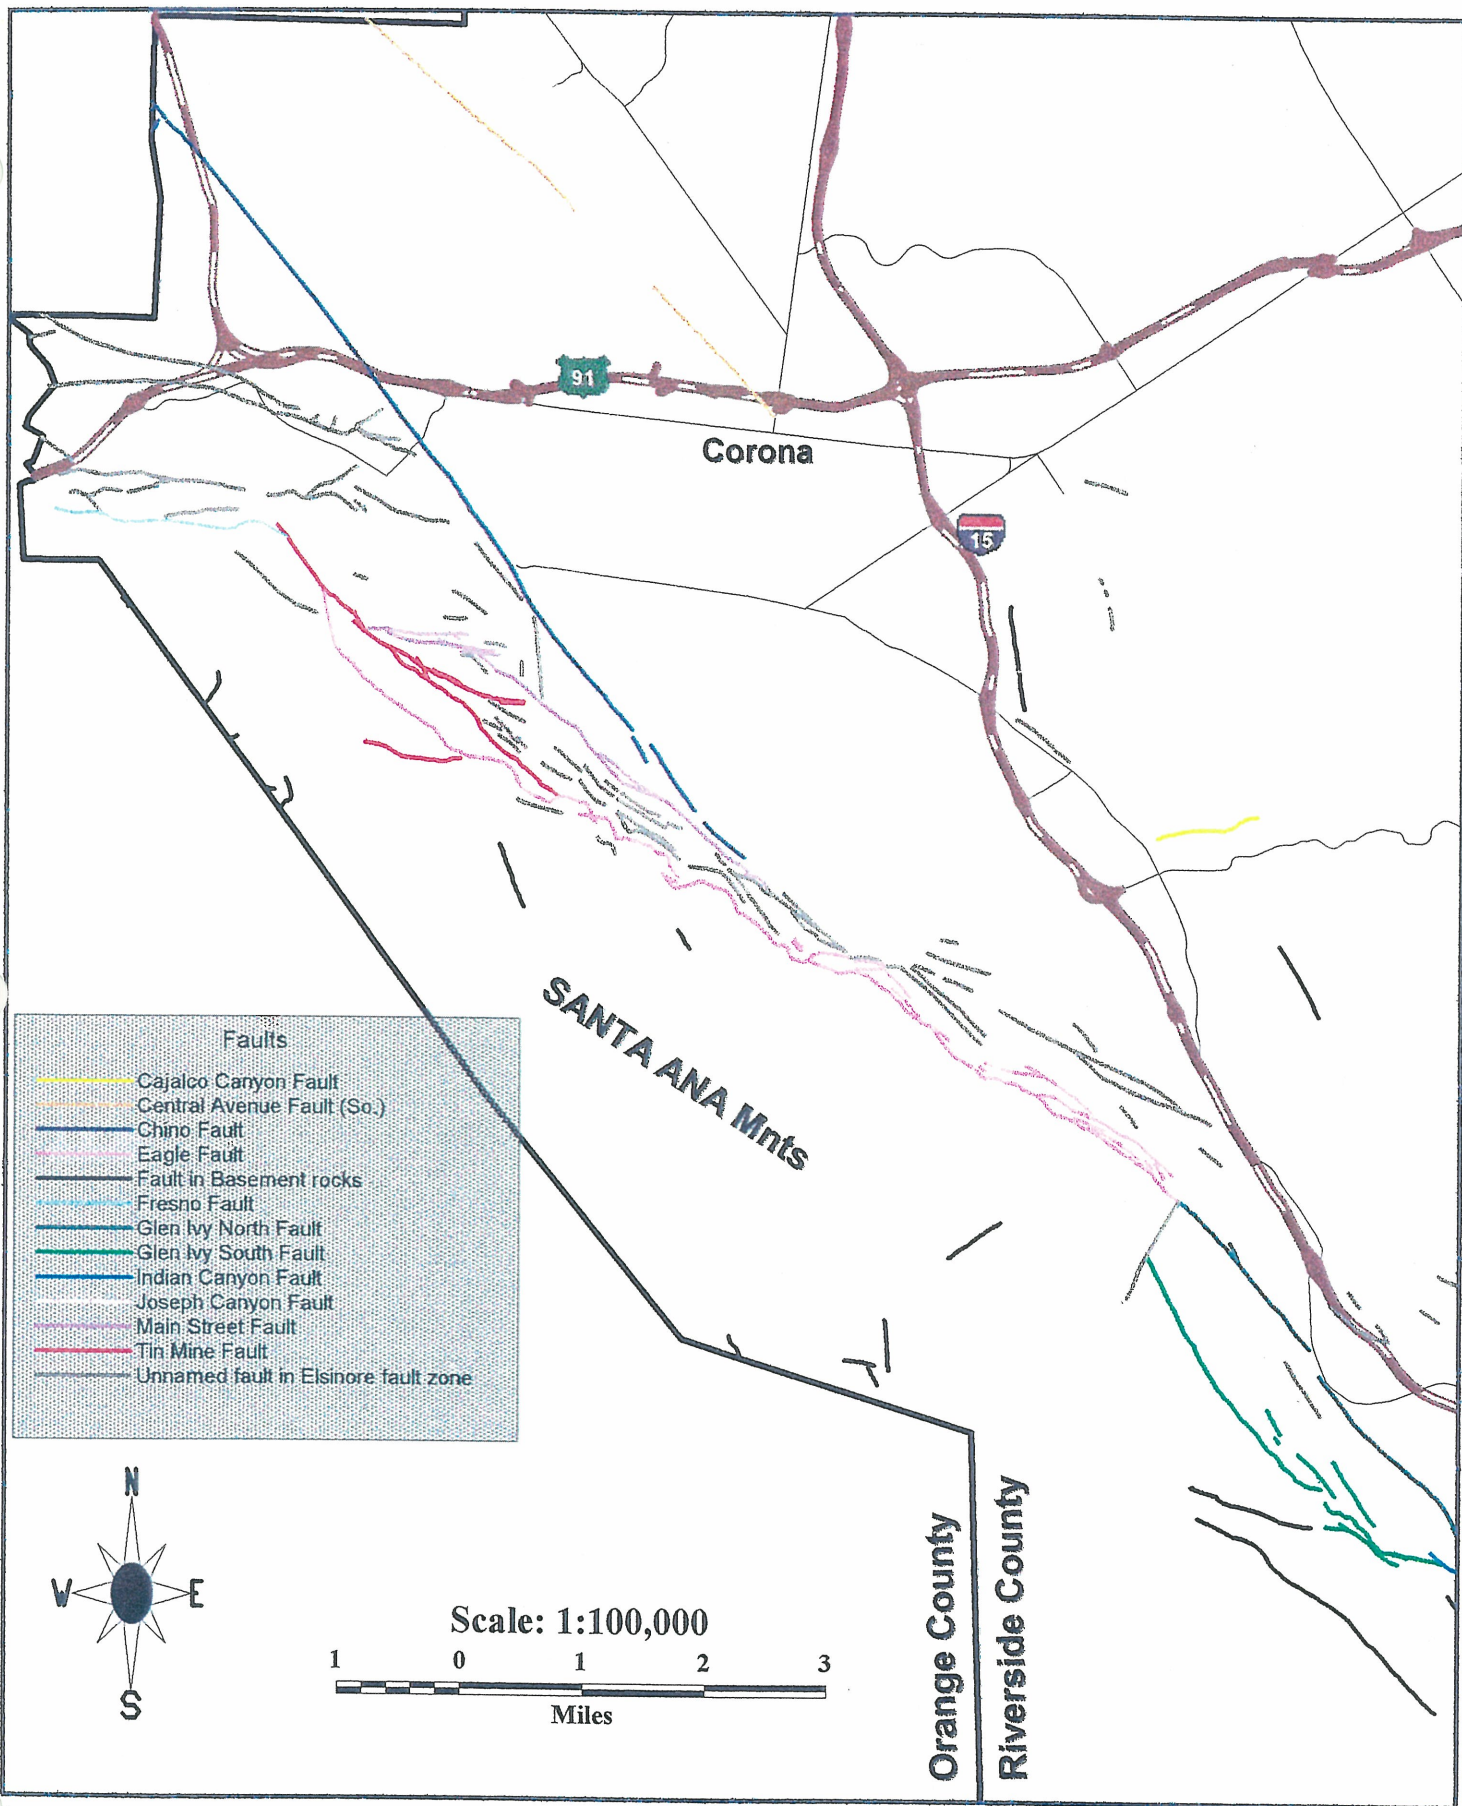 91
Corona
15
SANTA ANA Mnts
Faults
Cajalco Canyon Fault
Central Avenue Fault (So.)
Chino Fault
Eagle Fault
Fault in Basement rocks
Fresno Fault
Glen Ivy North Fault
Glen Ivy South Fault
Indian Canyon Fault
Joseph Canyon Fault
Main Street Fault
Tin Mine Fault
Unnamed fault in Elsinore fault zone
N
W E
S
Scale: 1:100,000
1 0 1 2 3
Miles
Orange County
Riverside County